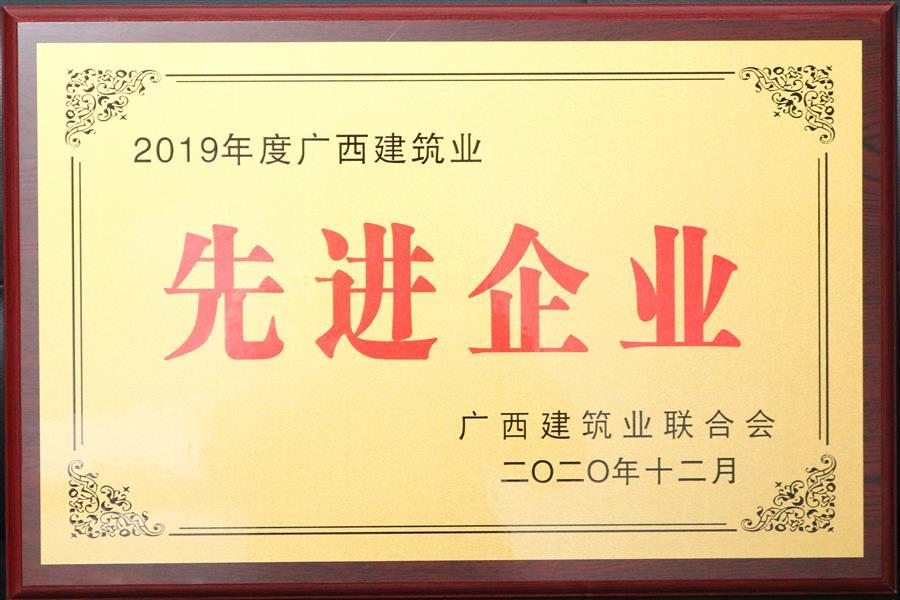 2019年度广西建筑业
先进企业
广西建筑业联合会
二〇二〇年十二月